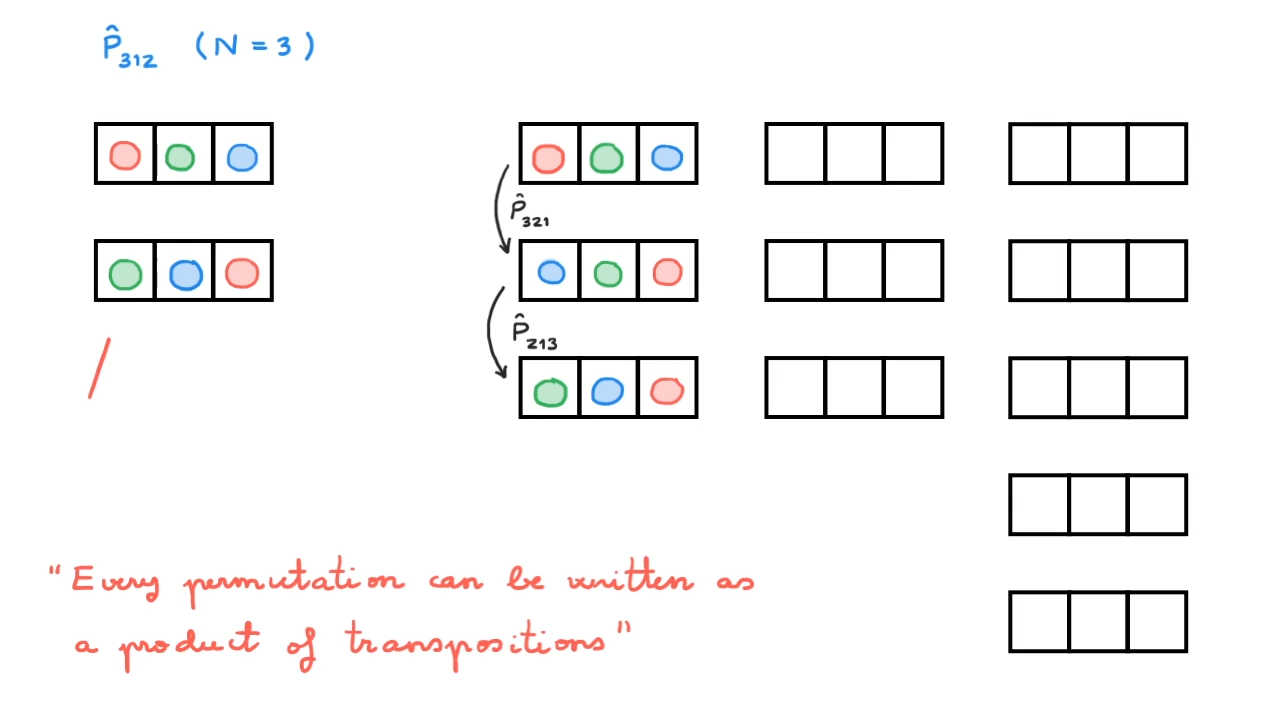 P̂₃₁₂ (N = 3)
P̂₃₂₁
P̂₂₁₃
"Every permutation can be written as
a product of transpositions"